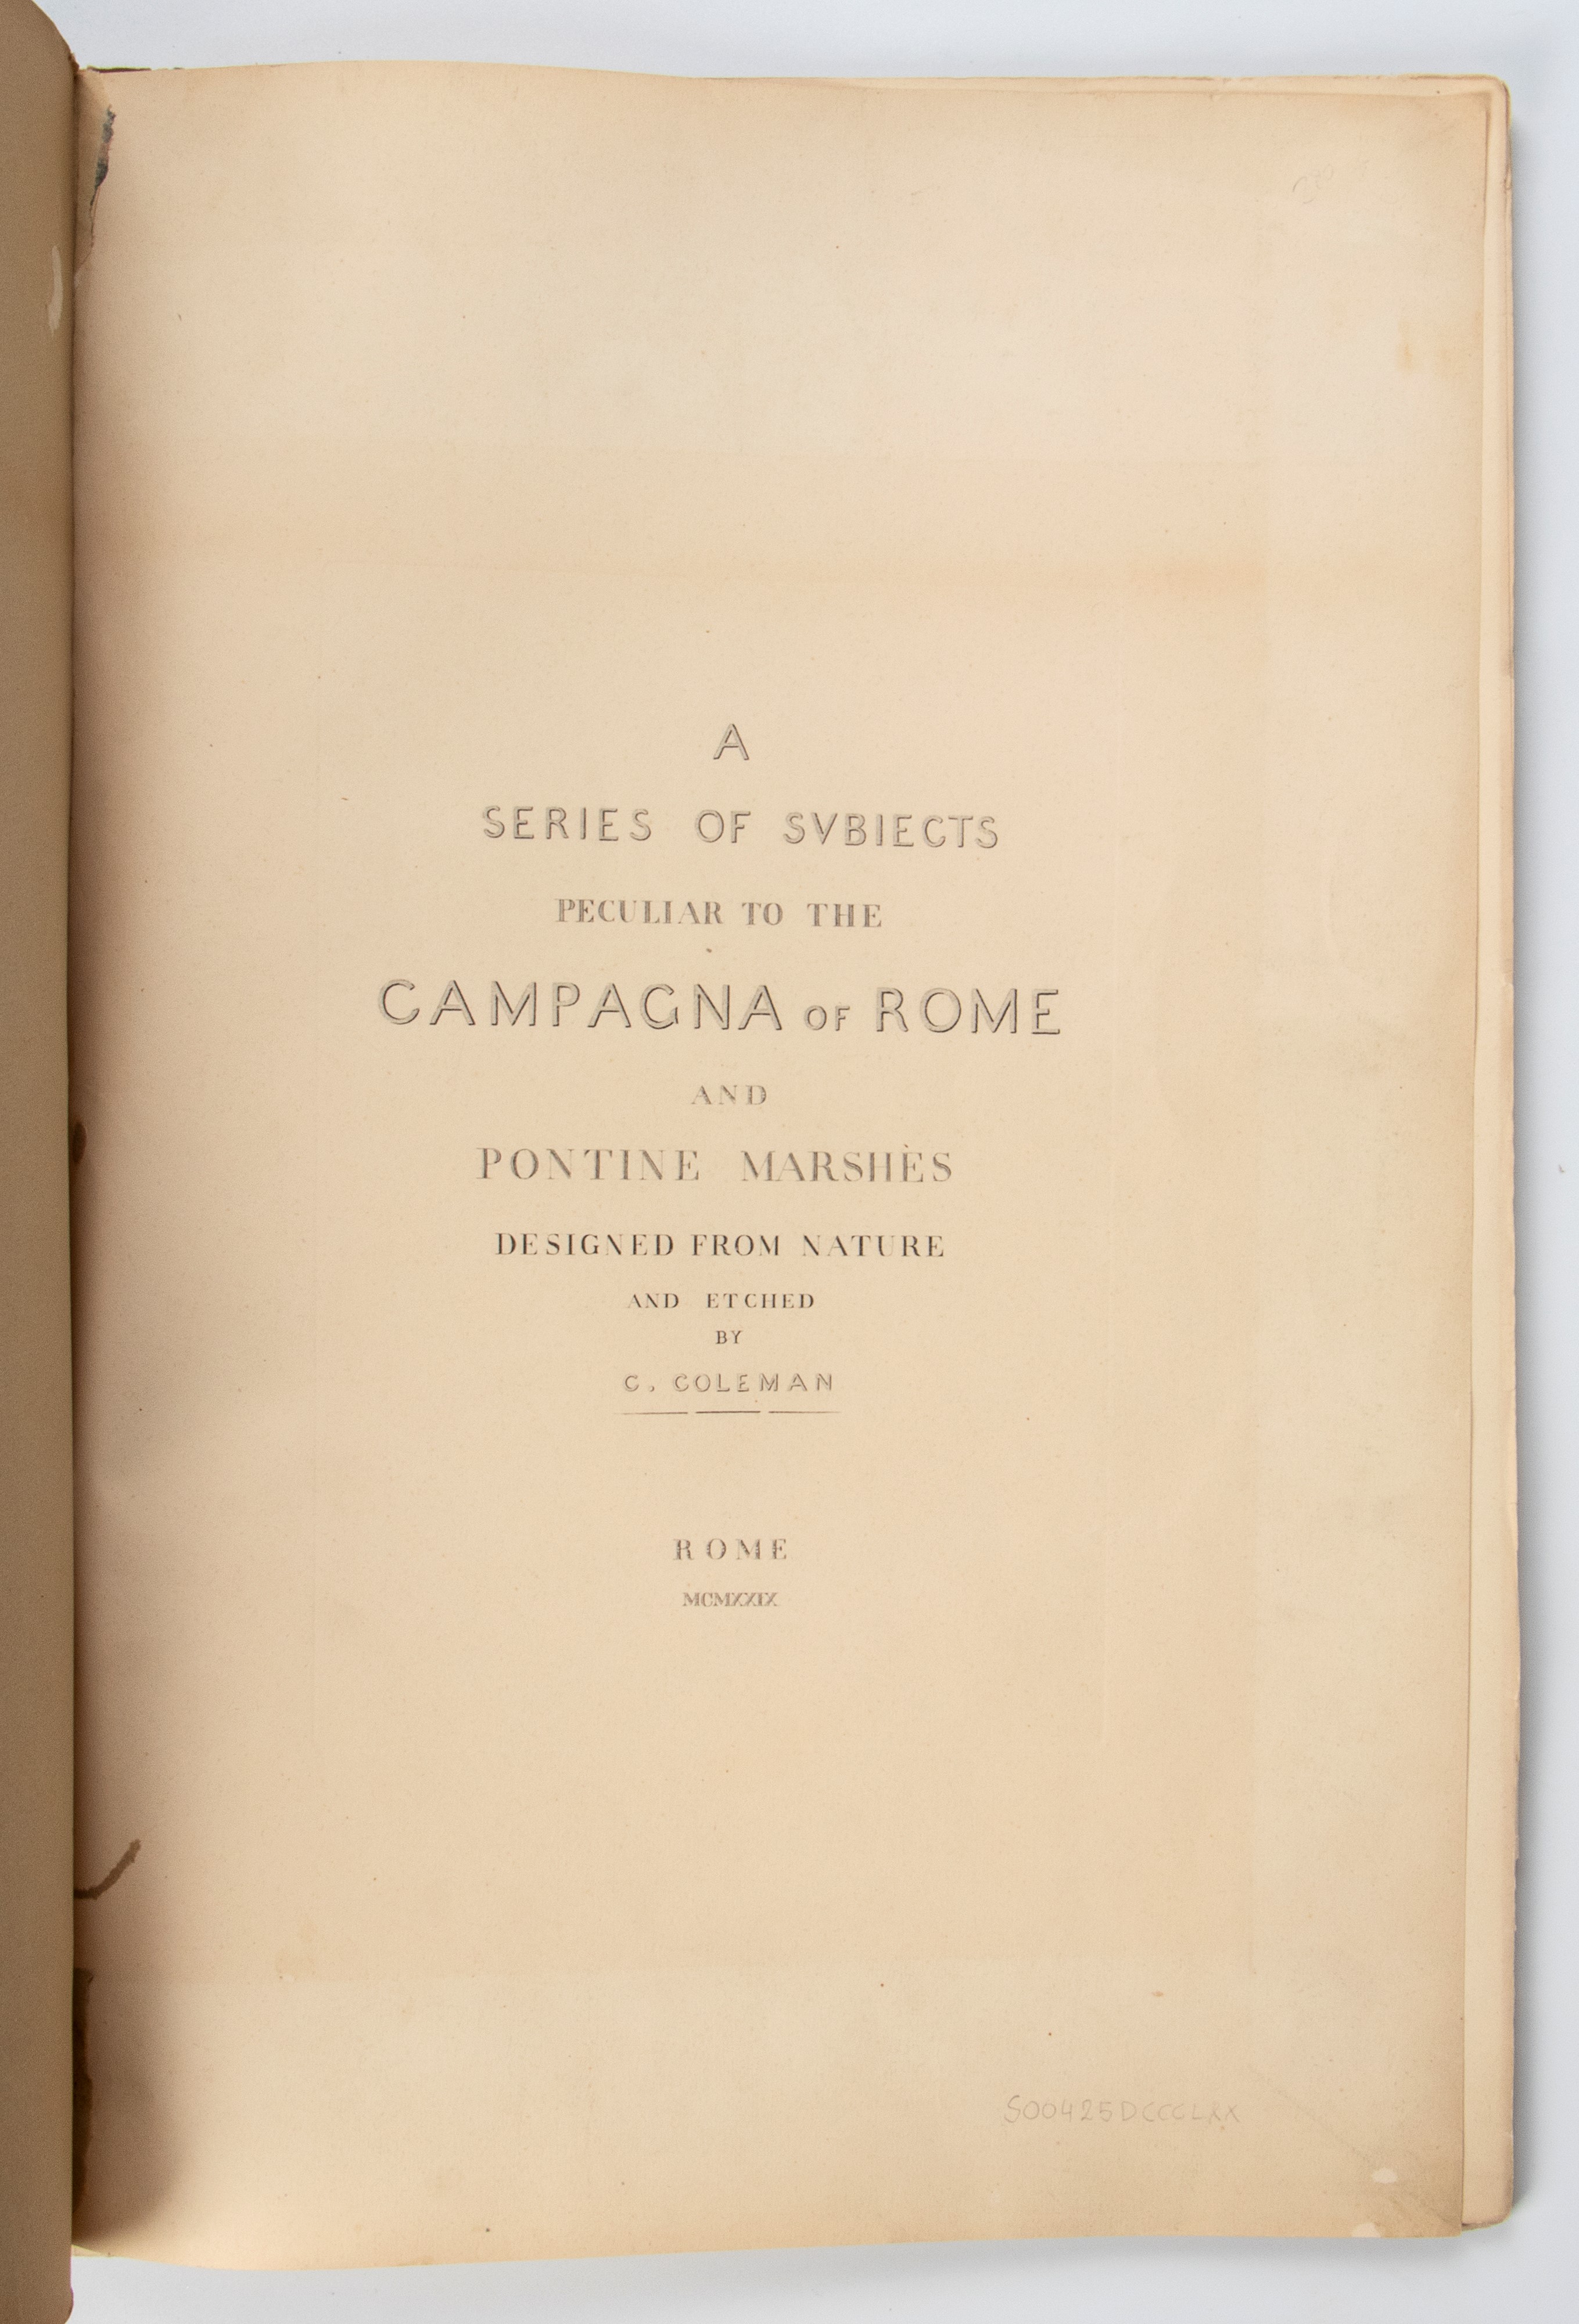 A
SERIES OF SVBIECTS
PECULIAR TO THE
CAMPAGNA OF ROME
AND
PONTINE MARSHÈS
DESIGNED FROM NATURE
AND ETCHED
BY
C. COLEMAN
ROME
MCMXXIX